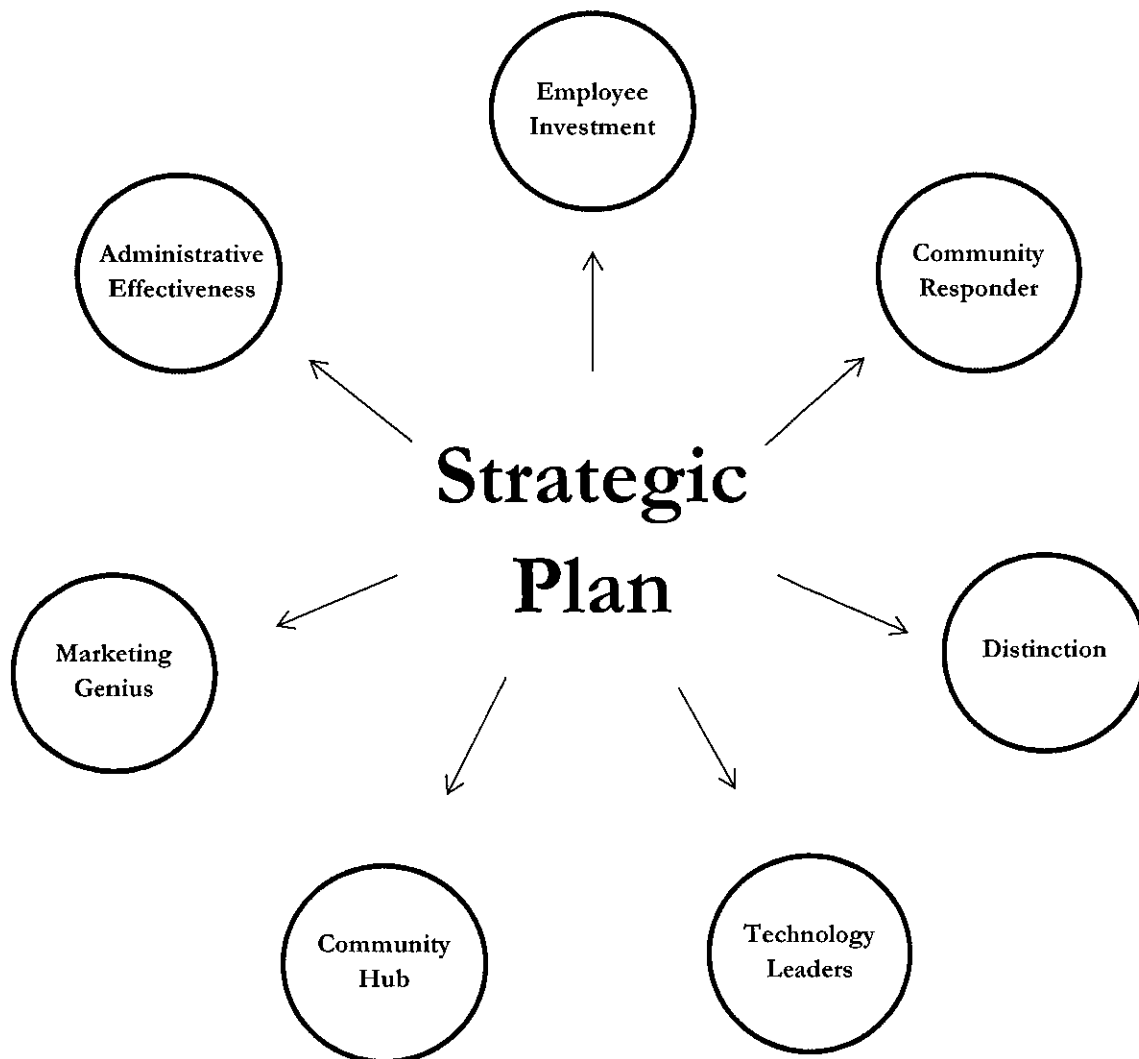 Employee
Investment
Administrative
Effectiveness
Community
Responder
Strategic
Plan
Marketing
Genius
Distinction
Community
Hub
Technology
Leaders